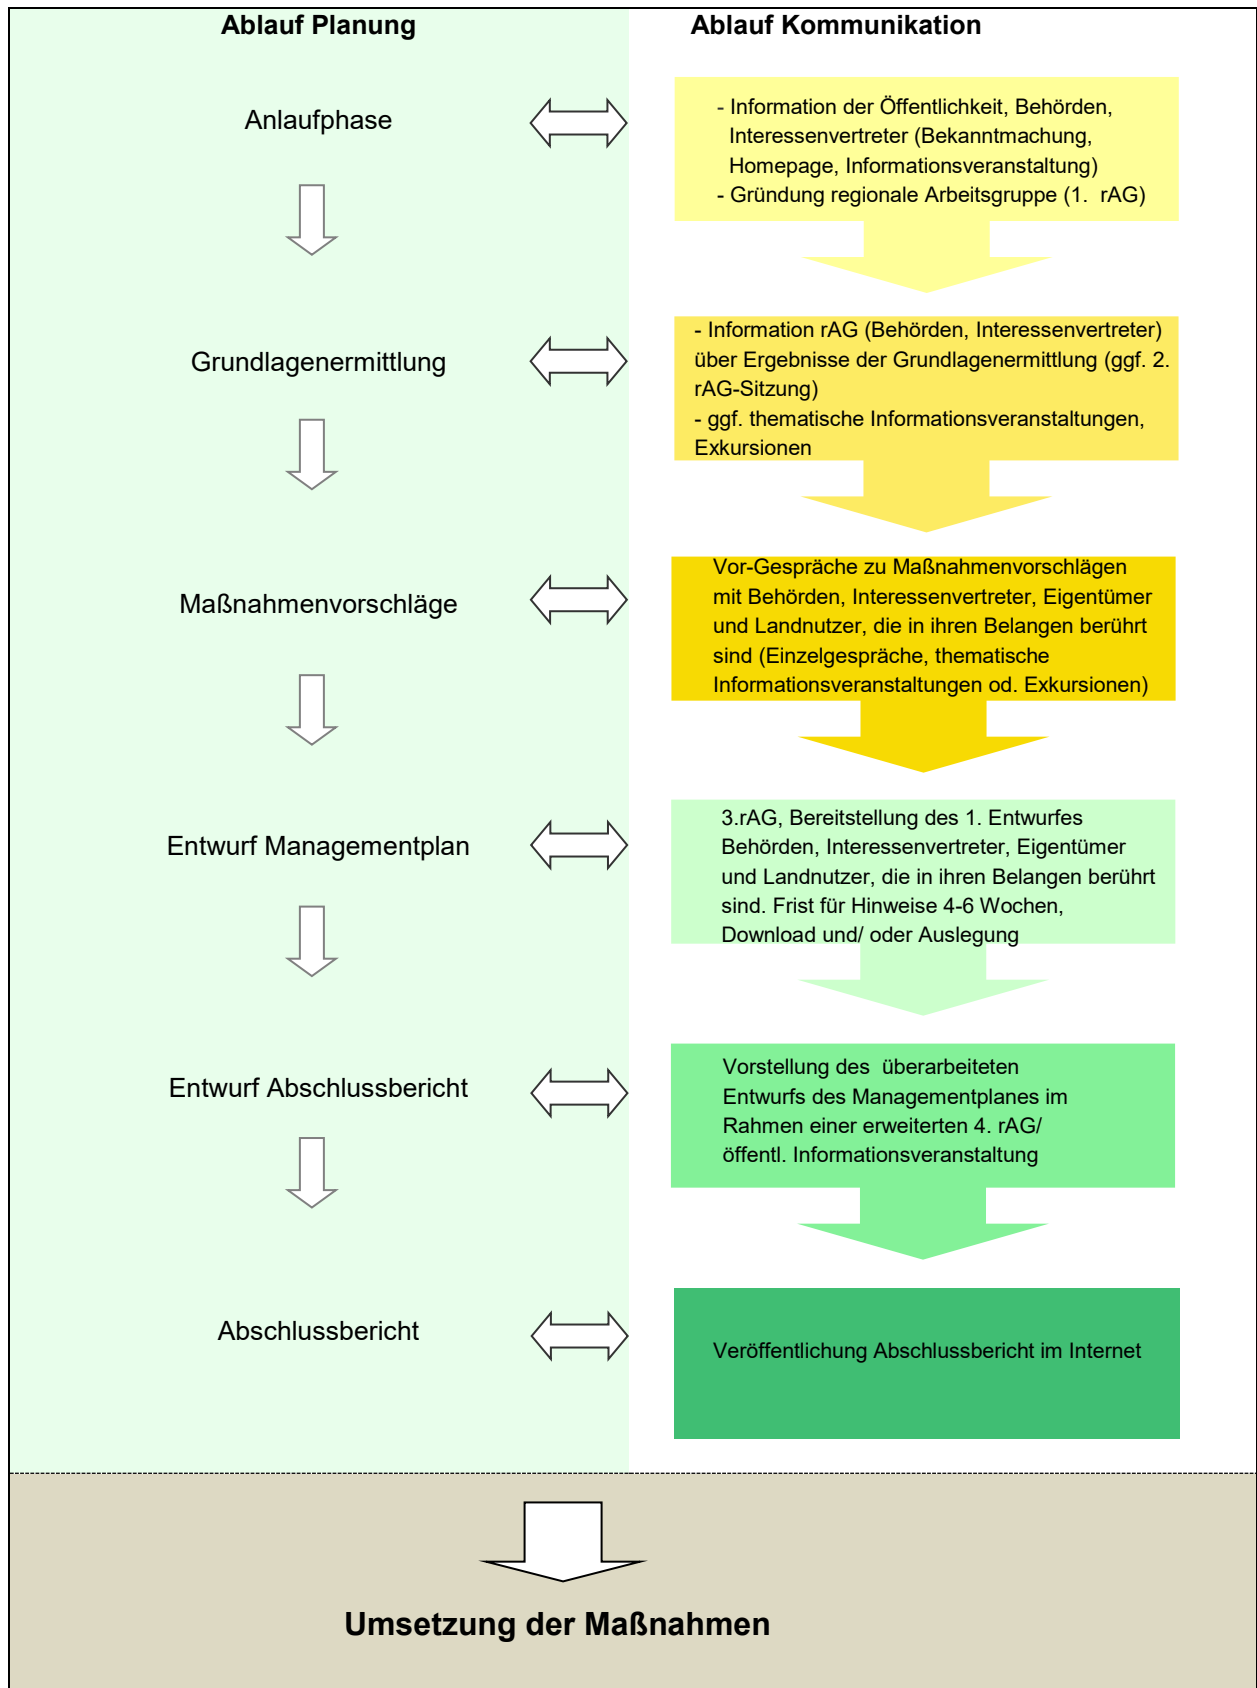 Ablauf Planung
Ablauf Kommunikation
Anlaufphase
- Information der Öffentlichkeit, Behörden,
Interessenvertreter (Bekanntmachung,
Homepage, Informationsveranstaltung)
- Gründung regionale Arbeitsgruppe (1. rAG)
Grundlagenermittlung
- Information rAG (Behörden, Interessenvertreter)
über Ergebnisse der Grundlagenermittlung (ggf. 2.
rAG-Sitzung)
- ggf. thematische Informationsveranstaltungen,
Exkursionen
Maßnahmenvorschläge
Vor-Gespräche zu Maßnahmenvorschlägen
mit Behörden, Interessenvertreter, Eigentümer
und Landnutzer, die in ihren Belangen berührt
sind (Einzelgespräche, thematische
Informationsveranstaltungen od. Exkursionen)
Entwurf Managementplan
3.rAG, Bereitstellung des 1. Entwurfes
Behörden, Interessenvertreter, Eigentümer
und Landnutzer, die in ihren Belangen berührt
sind. Frist für Hinweise 4-6 Wochen,
Download und/ oder Auslegung
Entwurf Abschlussbericht
Vorstellung des überarbeiteten
Entwurfs des Managementplanes im
Rahmen einer erweiterten 4. rAG/
öffentl. Informationsveranstaltung
Abschlussbericht
Veröffentlichung Abschlussbericht im Internet
Umsetzung der Maßnahmen